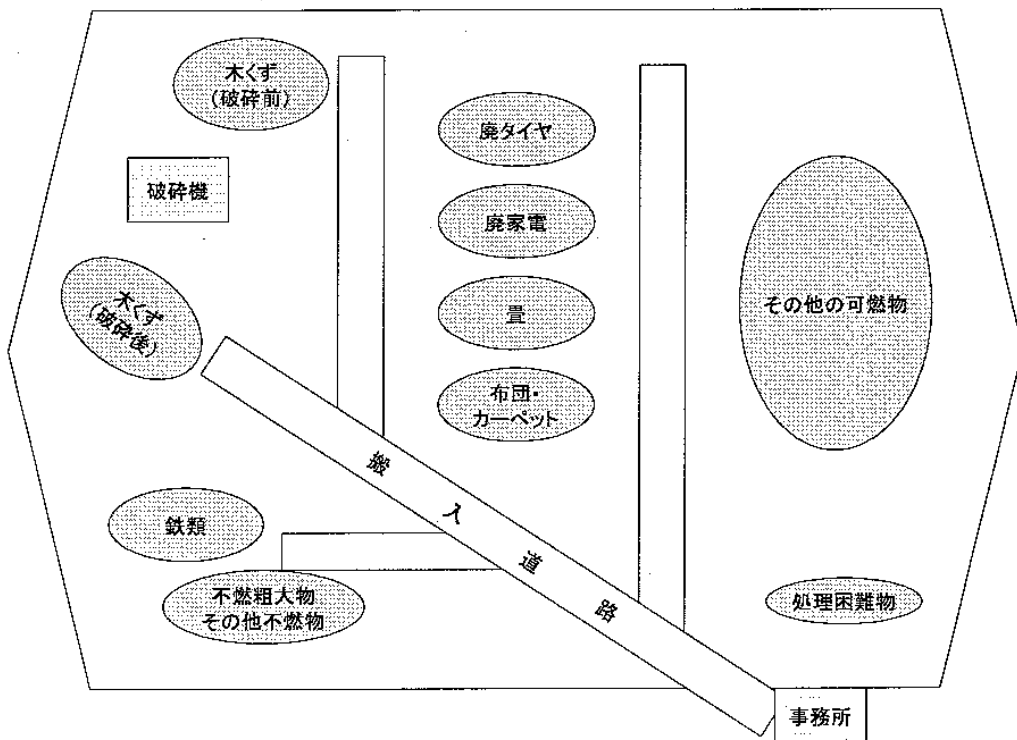 木くず
(破砕前)
破砕機
木くず
(破砕後)
廃タイヤ
廃家電
畳
布団・
カーペット
その他の可燃物
搬入道路
鉄類
不燃粗大物
その他不燃物
処理困難物
事務所